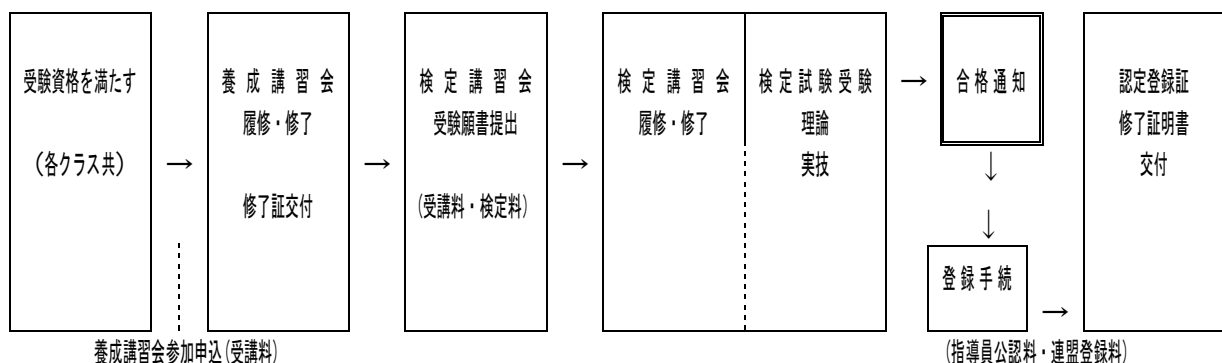 受験資格を満たす
(各クラス共)
→
養成講習会
履修・修了
修了証交付
→
検定講習会
受験願書提出
(受講料・検定料)
→
検定講習会
履修・修了
検定試験受験
理論
実技
→
合格通知
↓
↓
登録手続
→
認定登録証
修了証明書
交付
養成講習会参加申込(受講料)
(指導員公認料・連盟登録料)